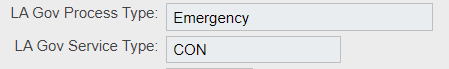 LA Gov Process Type: Emergency
LA Gov Service Type: CON